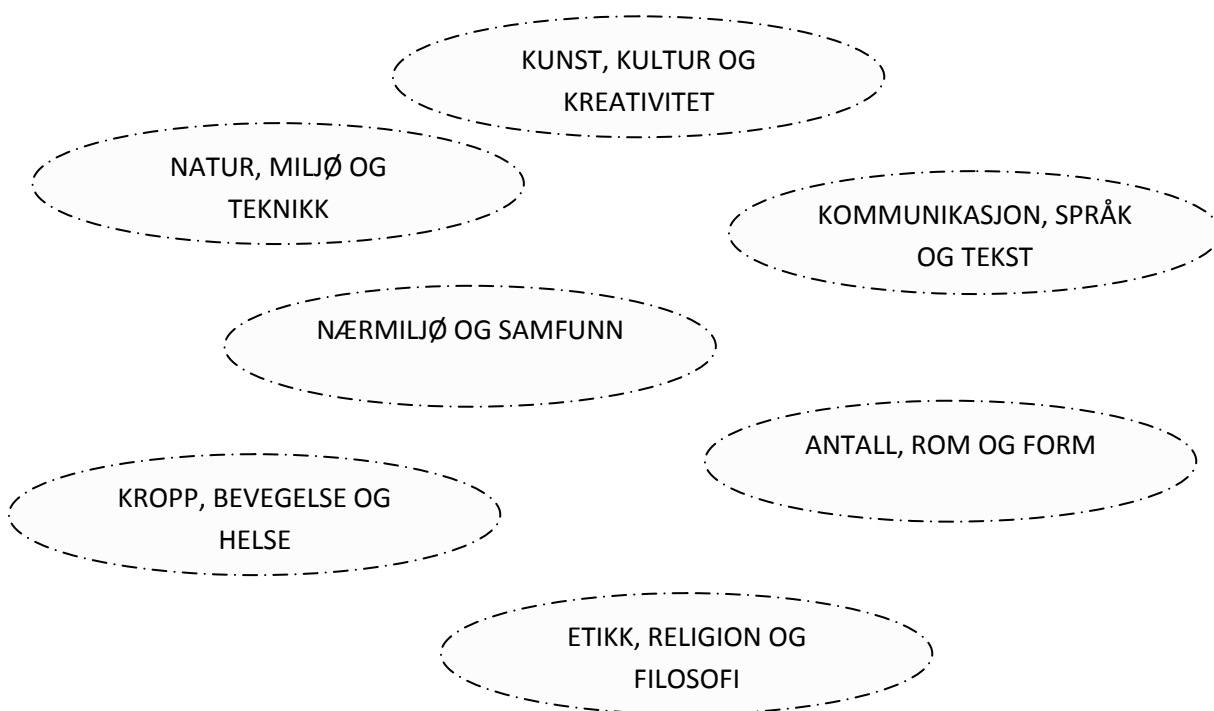 KUNST, KULTUR OG
KREATIVITET
NATUR, MILJØ OG
TEKNIKK
KOMMUNIKASJON, SPRÅK
OG TEKST
NÆRMILJØ OG SAMFUNN
ANTALL, ROM OG FORM
KROPP, BEVEGELSE OG
HELSE
ETIKK, RELIGION OG
FILOSOFI